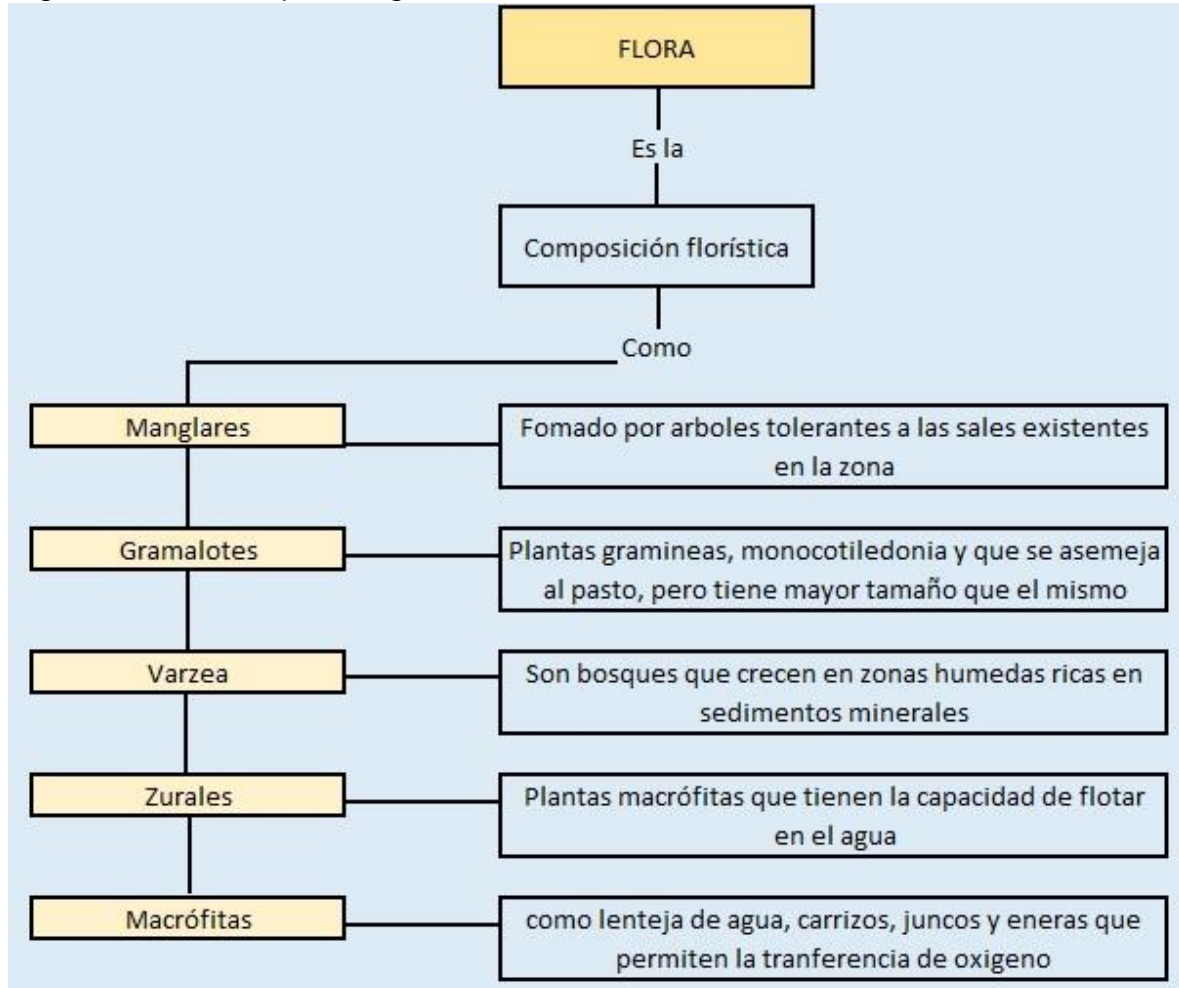 FLORA
Es la
Composición florística
Como
Manglares
Fomado por arboles tolerantes a las sales existentes
en la zona
Gramalotes
Plantas gramineas, monocotiledonia y que se asemeja
al pasto, pero tiene mayor tamaño que el mismo
Varzea
Son bosques que crecen en zonas humedas ricas en
sedimentos minerales
Zurales
Plantas macrófitas que tienen la capacidad de flotar
en el agua
Macrófitas
como lenteja de agua, carrizos, juncos y eneras que
permiten la tranferencia de oxigeno